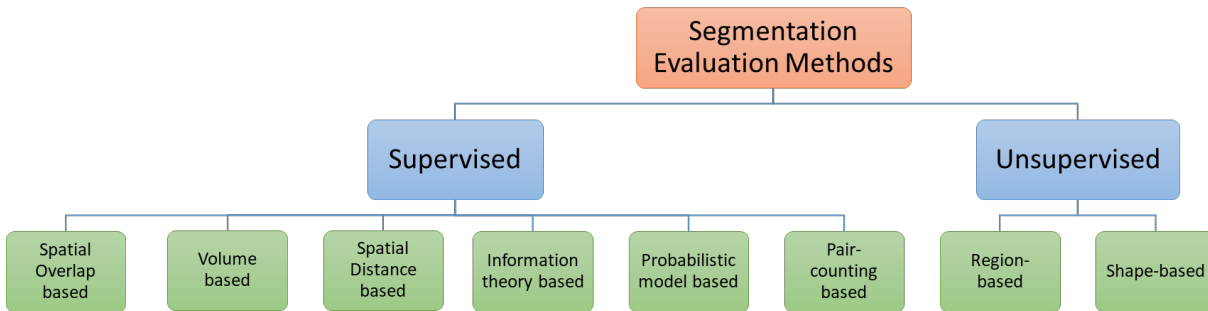 Segmentation
Evaluation Methods
Supervised
Unsupervised
Spatial
Overlap
based
Volume
based
Spatial
Distance
based
Information
theory based
Probabilistic
model based
Pair-
counting
based
Region-
based
Shape-based